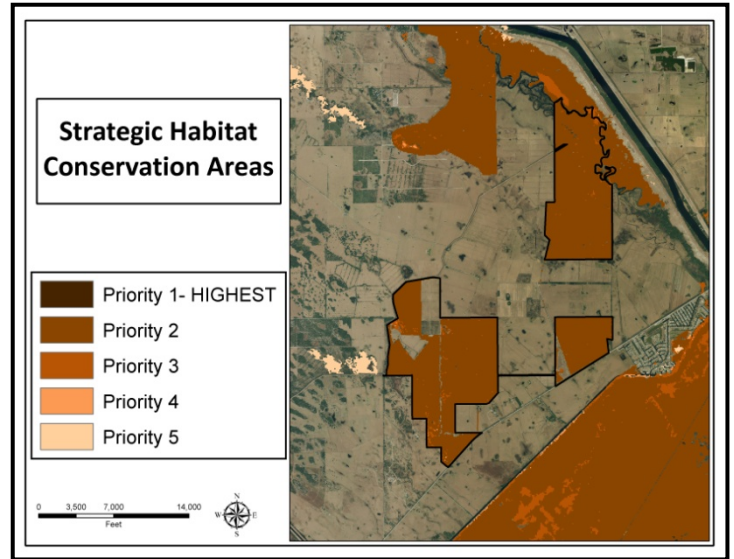 Strategic Habitat
Conservation Areas
Priority 1- HIGHEST
Priority 2
Priority 3
Priority 4
Priority 5
0 3,500 7,000 14,000
Feet
N
W E
S